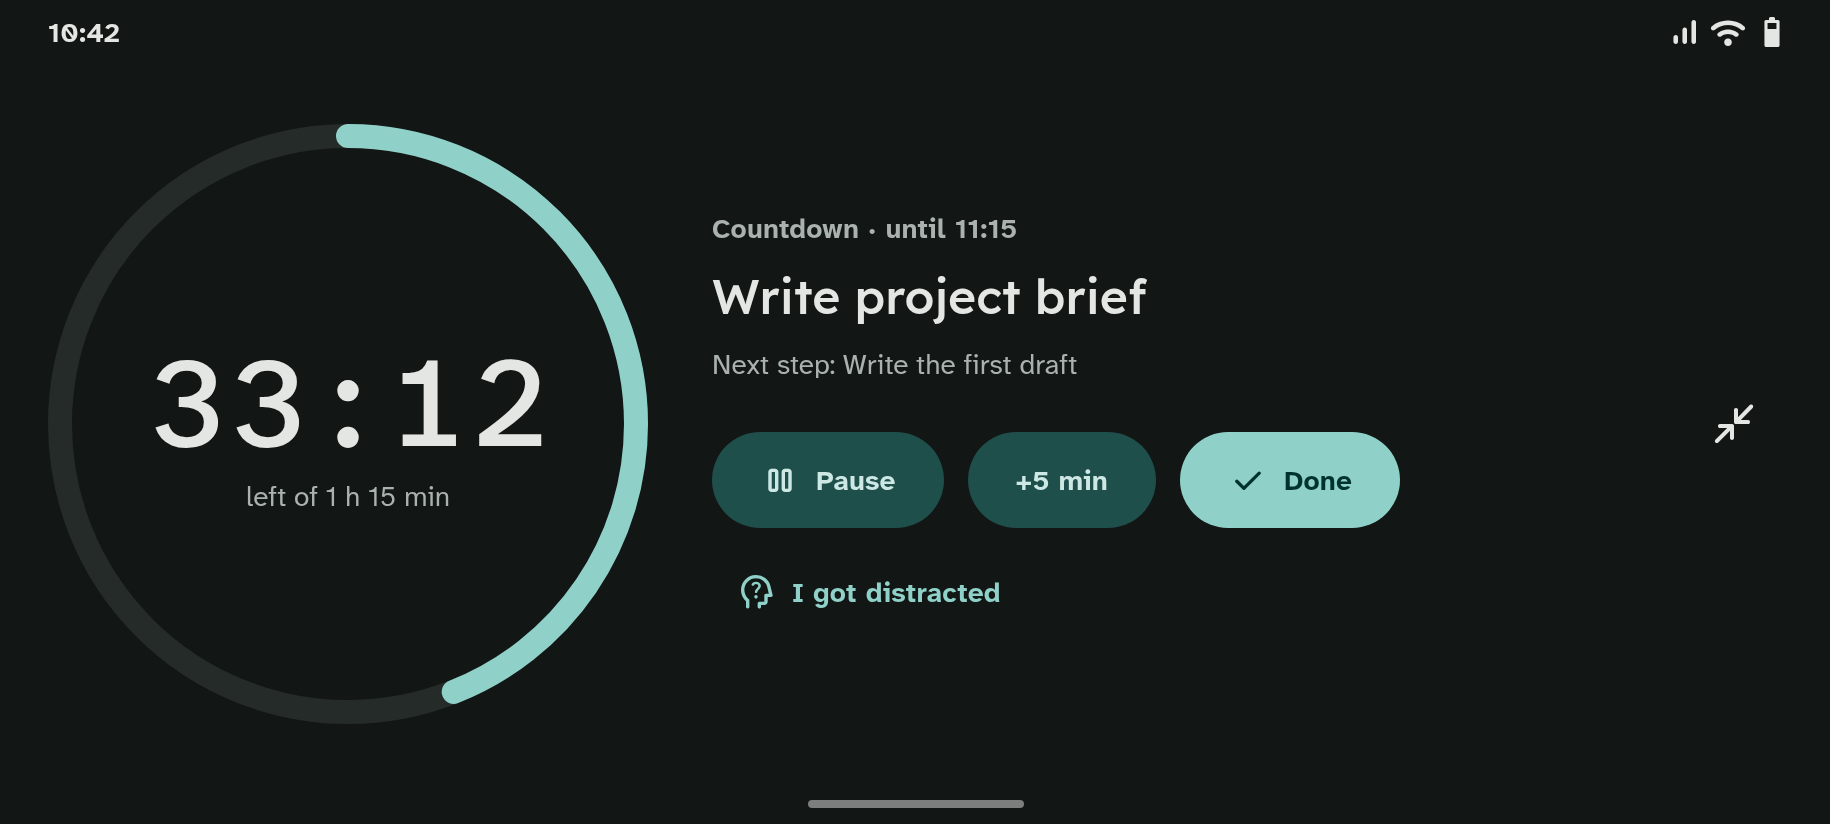 10:42
33:12
left of 1 h 15 min
Countdown · until 11:15
Write project brief
Next step: Write the first draft
Pause
+5 min
Done
I got distracted